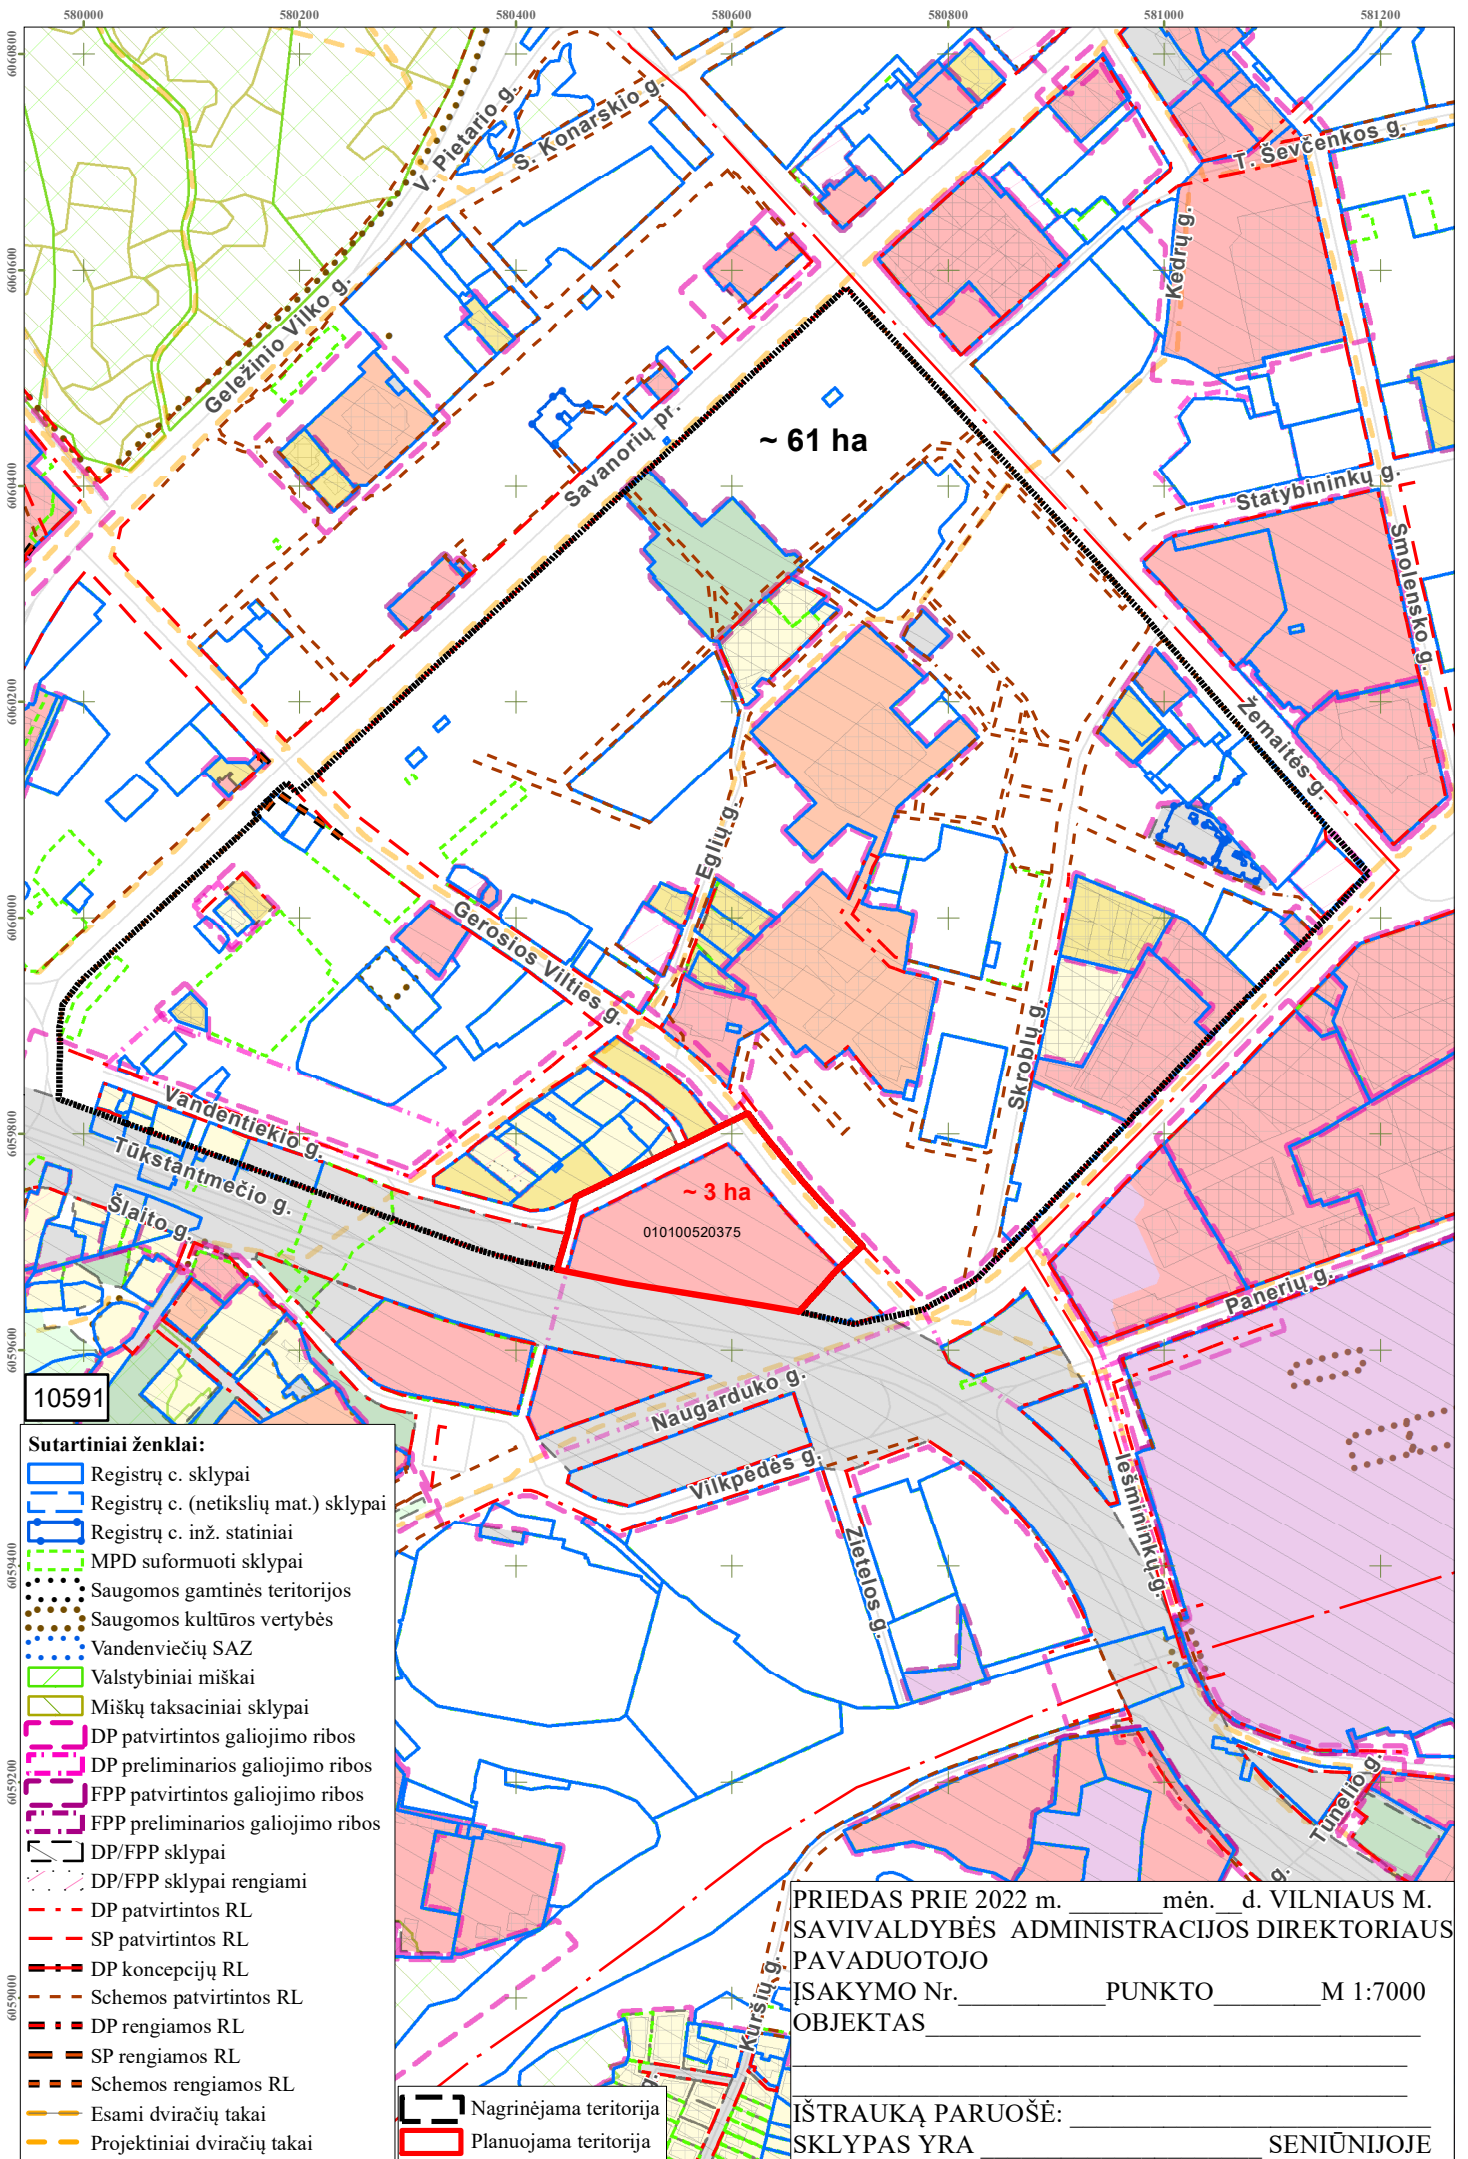 580000
580200
580400
580600
580800
581000
581200
6060800
6060600
6060400
6060200
6060000
6059800
6059600
6059400
6059200
6059000
V. Pietario g.
S. Konarskio g.
T. Ševčenkos g.
Kedrų g.
Geležinio Vilko g.
Savanorių pr.
~ 61 ha
Statybininkų g.
Smolensko g.
Žemaitės g.
Eglių g.
Gerosios Vilties g.
Skroblų g.
Vandentiekio g.
Tūkstantmečio g.
Šlaito g.
~ 3 ha
010100520375
Panerių g.
Naugarduko g.
Vilkpėdės g.
Zietelos g.
Iešmininkų g.
Tunelio g.
g.
Kuršių g.
g.
10591
Sutartiniai ženklai:
Registrų c. sklypai
Registrų c. (netikslių mat.) sklypai
Registrų c. inž. statiniai
MPD suformuoti sklypai
Saugomos gamtinės teritorijos
Saugomos kultūros vertybės
Vandenviečių SAZ
Valstybiniai miškai
Miškų taksaciniai sklypai
DP patvirtintos galiojimo ribos
DP preliminarios galiojimo ribos
FPP patvirtintos galiojimo ribos
FPP preliminarios galiojimo ribos
DP/FPP sklypai
DP/FPP sklypai rengiami
DP patvirtintos RL
SP patvirtintos RL
DP koncepcijų RL
Schemos patvirtintos RL
DP rengiamos RL
SP rengiamos RL
Schemos rengiamos RL
Esami dviračių takai
Projektiniai dviračių takai
Nagrinėjama teritorija
Planuojama teritorija
PRIEDAS PRIE 2022 m. _______mėn.__d. VILNIAUS M.
SAVIVALDYBĖS ADMINISTRACIJOS DIREKTORIAUS
PAVADUOTOJO
ĮSAKYMO Nr.___________PUNKTO________M 1:7000
OBJEKTAS_____________________________________
IŠTRAUKĄ PARUOŠĖ: ___________________________
SKLYPAS YRA _____________________ SENIŪNIJOJE